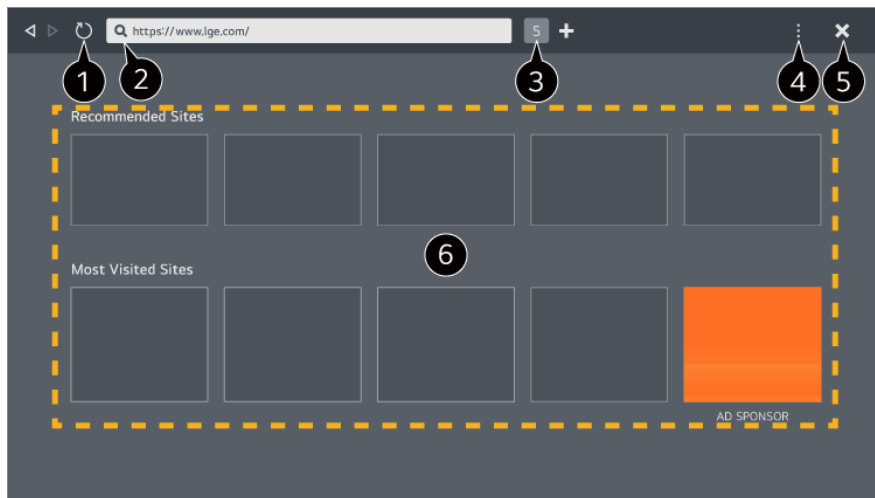 https://www.lge.com/ 5
1 2 3 4 5
Recommended Sites
6
Most Visited Sites
AD SPONSOR